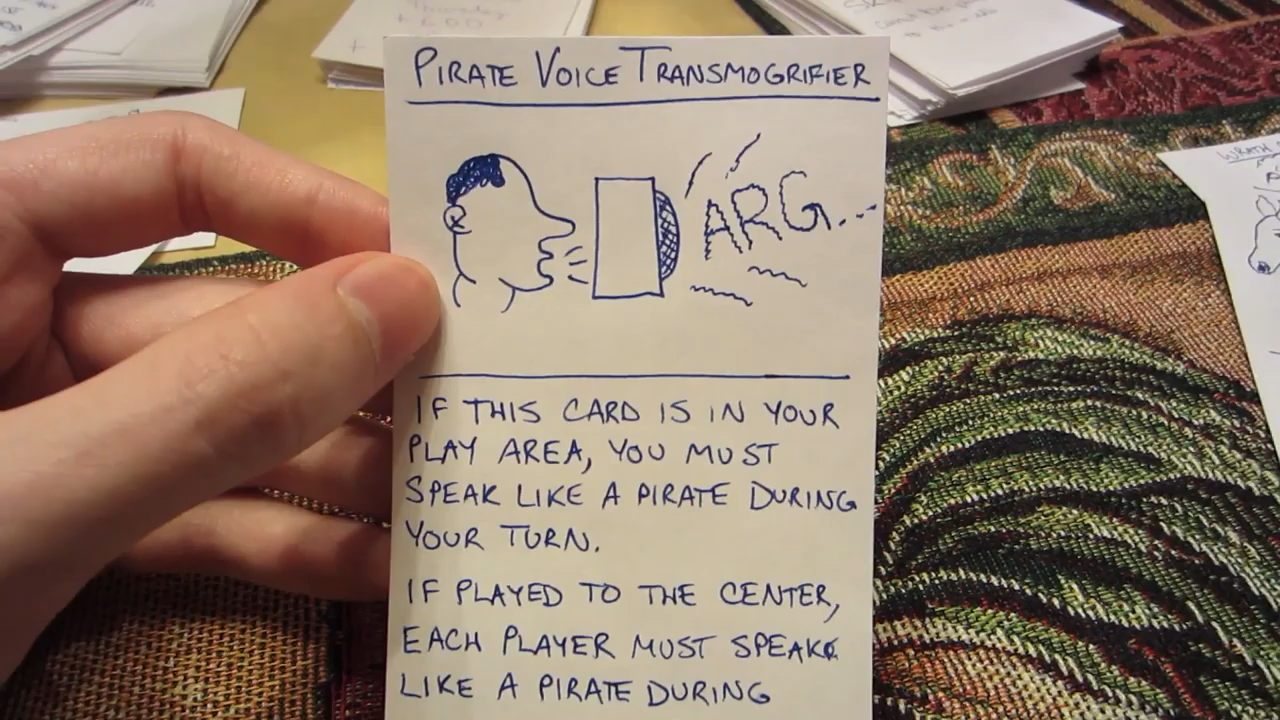 PIRATE VOICE TRANSMOGRIFIER
ARG...
IF THIS CARD IS IN YOUR
PLAY AREA, YOU MUST
SPEAK LIKE A PIRATE DURING
YOUR TURN.
IF PLAYED TO THE CENTER,
EACH PLAYER MUST SPEAK
LIKE A PIRATE DURING
WRATH